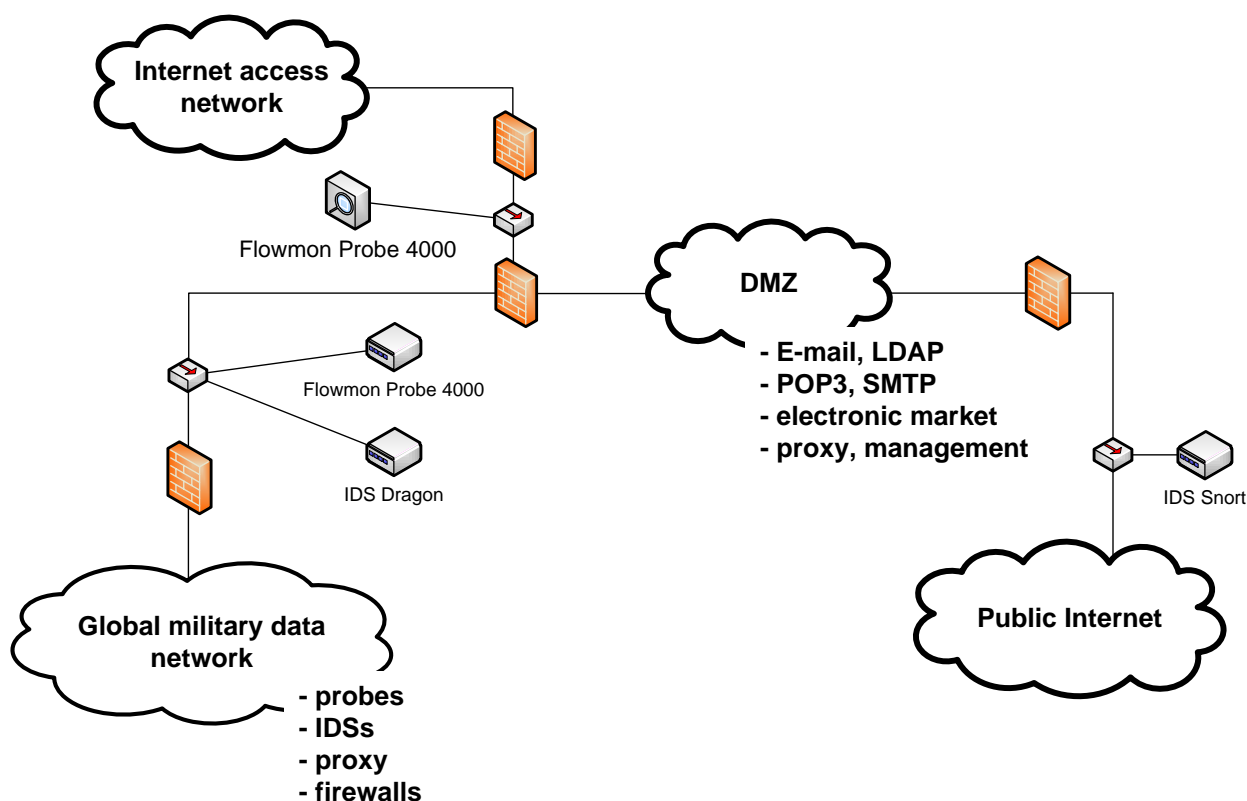 Internet access
network
Flowmon Probe 4000
DMZ
- E-mail, LDAP
- POP3, SMTP
- electronic market
- proxy, management
Flowmon Probe 4000
IDS Dragon
IDS Snort
Global military data
network
- probes
- IDSs
- proxy
- firewalls
Public Internet